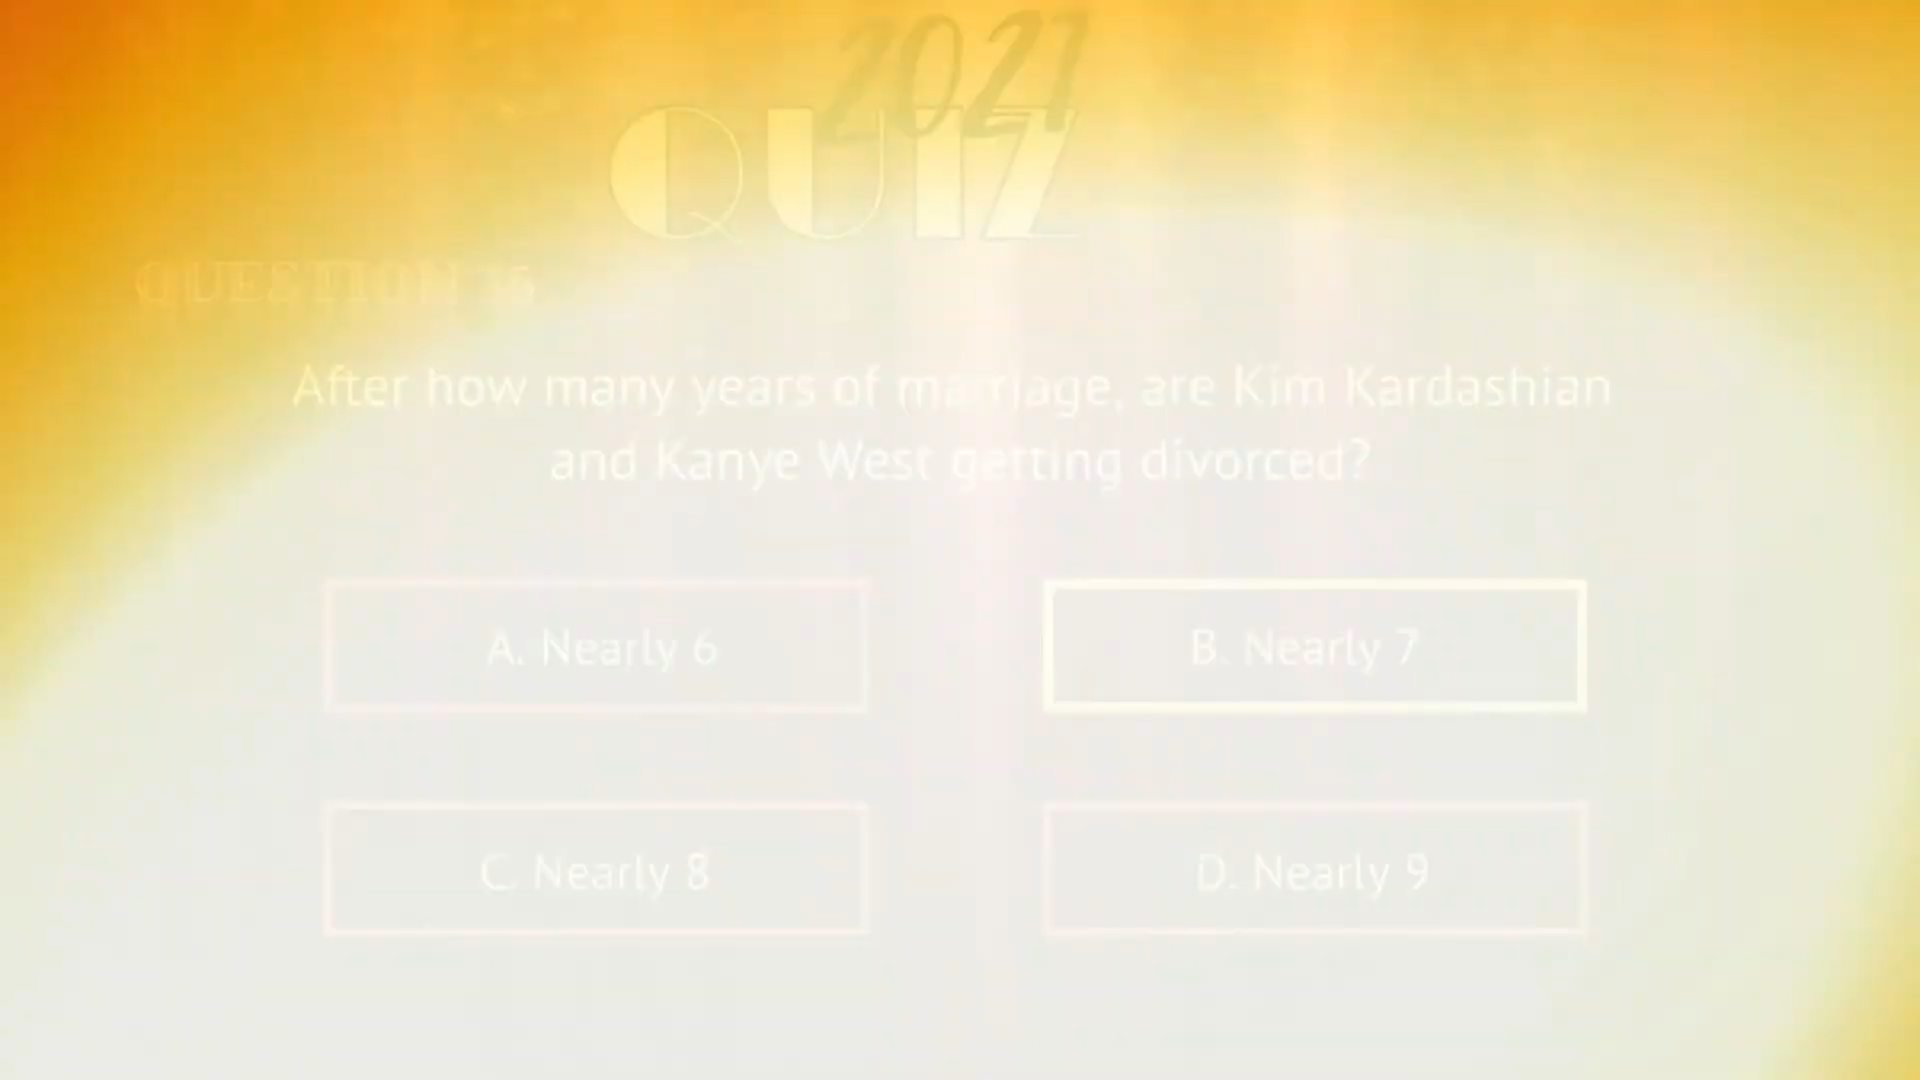 2021
QUIZ
QUESTION 16
After how many years of marriage, are Kim Kardashian
and Kanye West getting divorced?
A. Nearly 6
B. Nearly 7
C. Nearly 8
D. Nearly 9